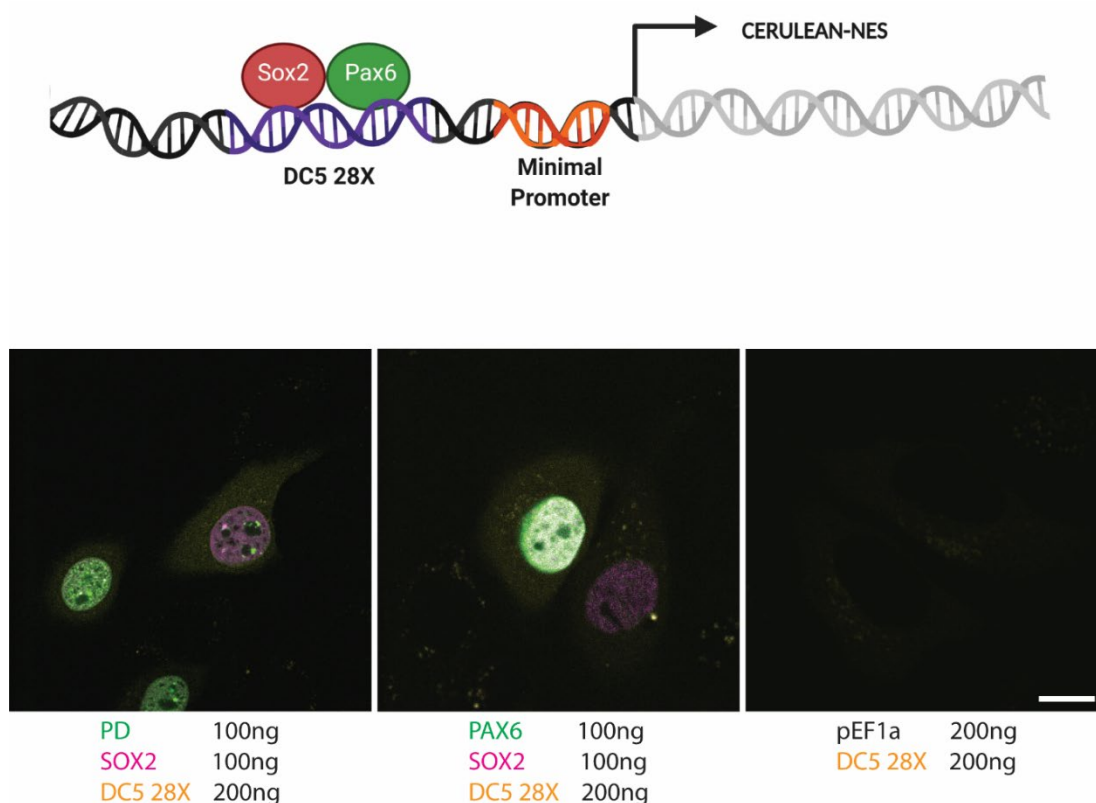 CERULEAN-NES
Sox2 Pax6
DC5 28X
Minimal
Promoter
PD 100ng
SOX2 100ng
DC5 28X 200ng
PAX6 100ng
SOX2 100ng
DC5 28X 200ng
pEF1a 200ng
DC5 28X 200ng